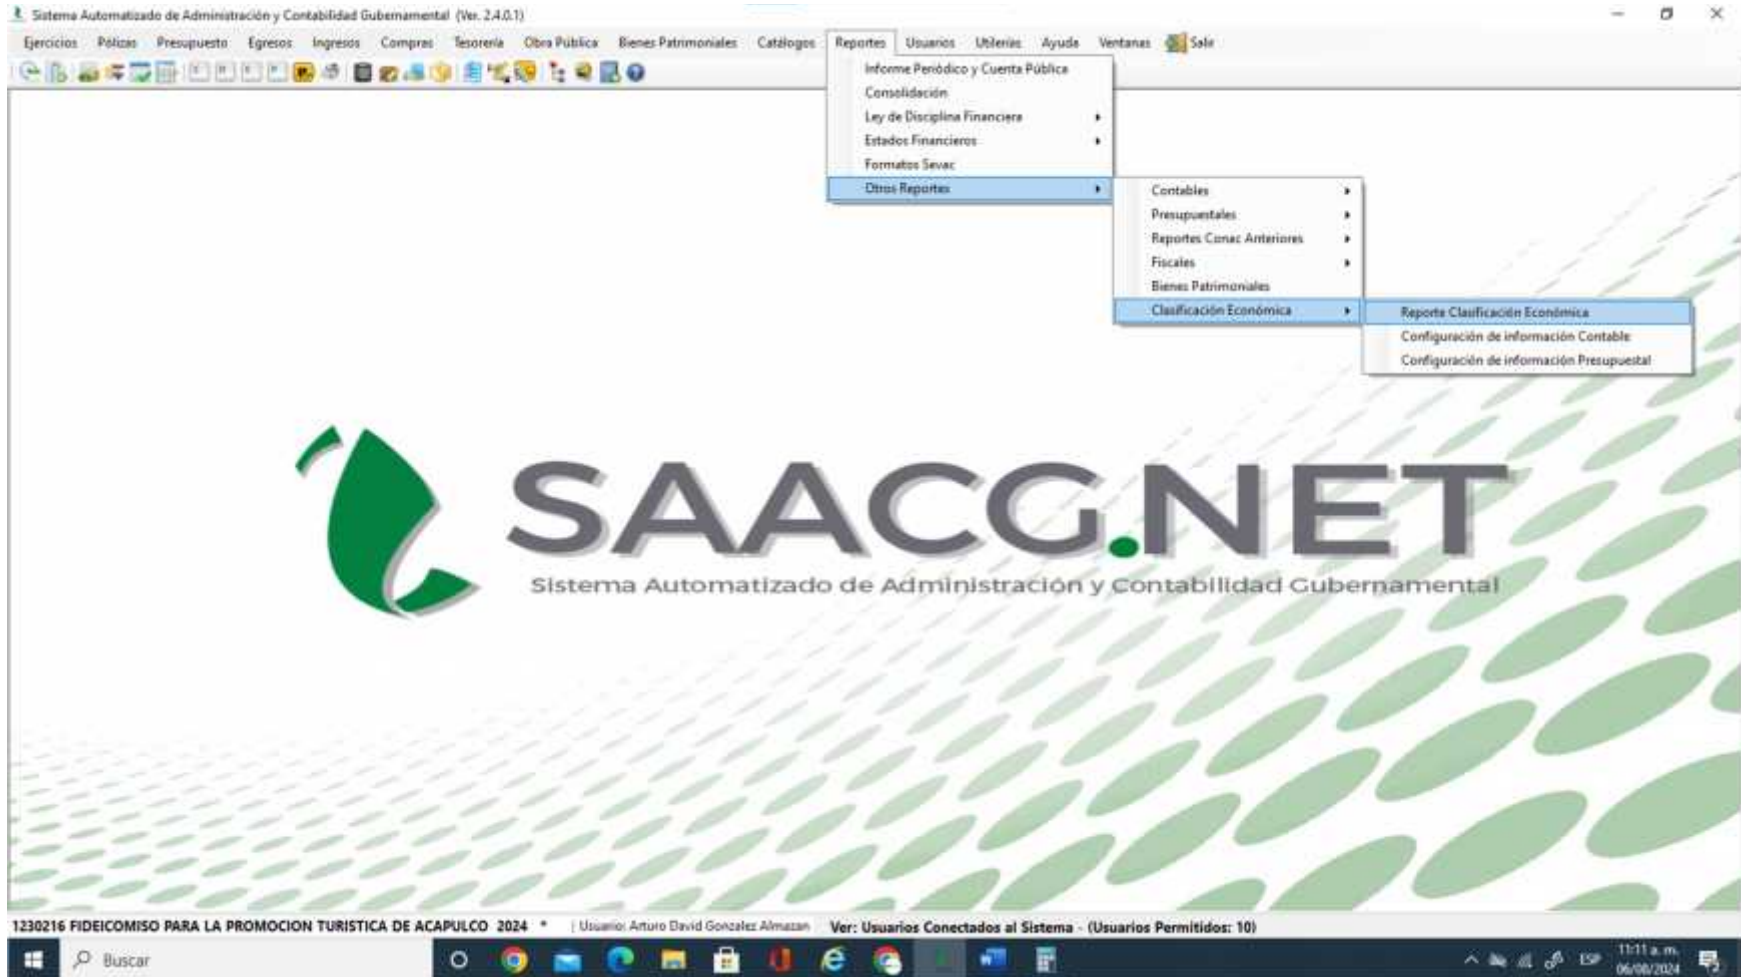 Sistema Automatizado de Administración y Contabilidad Gubernamental (Ver. 2.4.0.1)
Ejercicios Pólizas Presupuesto Egresos Ingresos Compras Tesorería Obra Pública Bienes Patrimoniales Catálogos Reportes Usuarios Utilerías Ayuda Ventanas Salir
Informe Periódico y Cuenta Pública
Consolidación
Ley de Disciplina Financiera
Estados Financieros
Formatos Sevac
Otros Reportes
Contables
Presupuestales
Reportes Conac Anteriores
Fiscales
Bienes Patrimoniales
Clasificación Económica
Reporte Clasificación Económica
Configuración de información Contable
Configuración de información Presupuestal
SAACG.NET
Sistema Automatizado de Administración y Contabilidad Gubernamental
1230216 FIDEICOMISO PARA LA PROMOCION TURISTICA DE ACAPULCO 2024 * | Usuario: Arturo David Gonzalez Almazan Ver: Usuarios Conectados al Sistema - (Usuarios Permitidos: 10)
Buscar
ESP
11:11 a. m.
06/08/2024